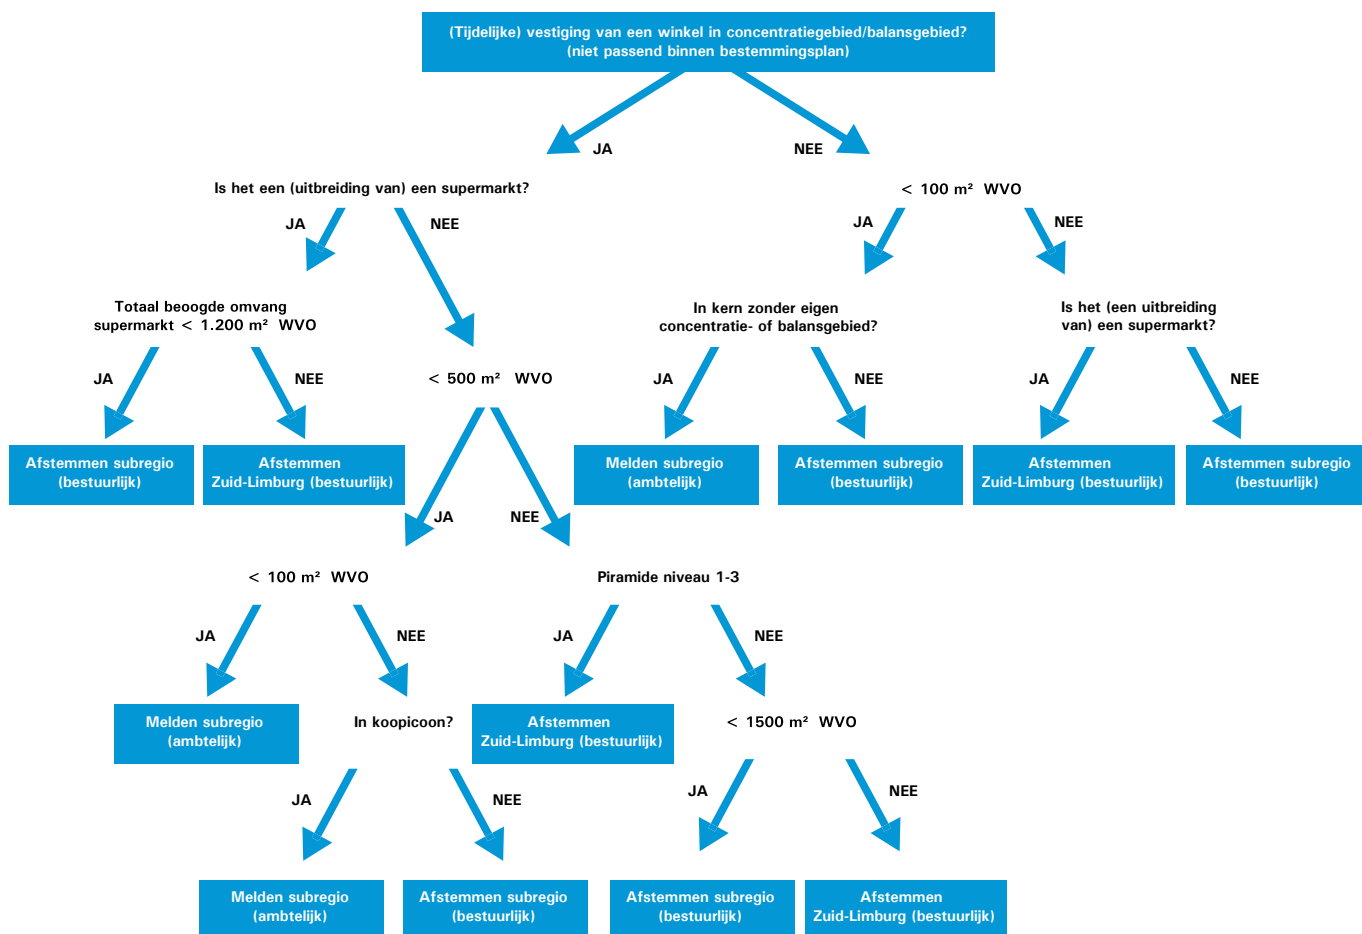 (Tijdelijke) vestiging van een winkel in concentratiegebied/balansgebied?
(niet passend binnen bestemmingsplan)
JA
NEE
Is het een (uitbreiding van) een supermarkt?
< 100 m² WVO
JA
NEE
JA
NEE
Totaal beoogde omvang
supermarkt < 1.200 m² WVO
In kern zonder eigen
concentratie- of balansgebied?
Is het (een uitbreiding
van) een supermarkt?
JA
NEE
< 500 m² WVO
JA
NEE
JA
NEE
Afstemmen subregio
(bestuurlijk)
Afstemmen
Zuid-Limburg (bestuurlijk)
Melden subregio
(ambtelijk)
Afstemmen subregio
(bestuurlijk)
Afstemmen
Zuid-Limburg (bestuurlijk)
Afstemmen subregio
(bestuurlijk)
JA
NEE
< 100 m² WVO
Piramide niveau 1-3
JA
NEE
JA
NEE
Melden subregio
(ambtelijk)
In koopicoon?
Afstemmen
Zuid-Limburg (bestuurlijk)
< 1500 m² WVO
JA
NEE
JA
NEE
Melden subregio
(ambtelijk)
Afstemmen subregio
(bestuurlijk)
Afstemmen subregio
(bestuurlijk)
Afstemmen
Zuid-Limburg (bestuurlijk)